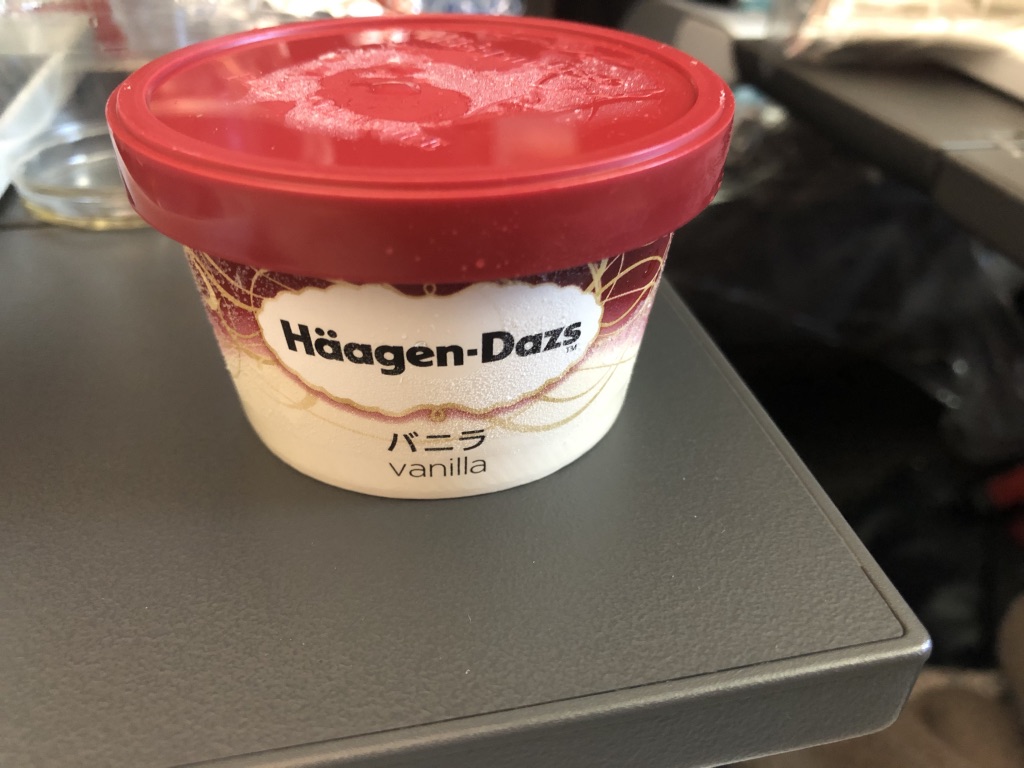 Häagen-Dazs
TM
バニラ
vanilla